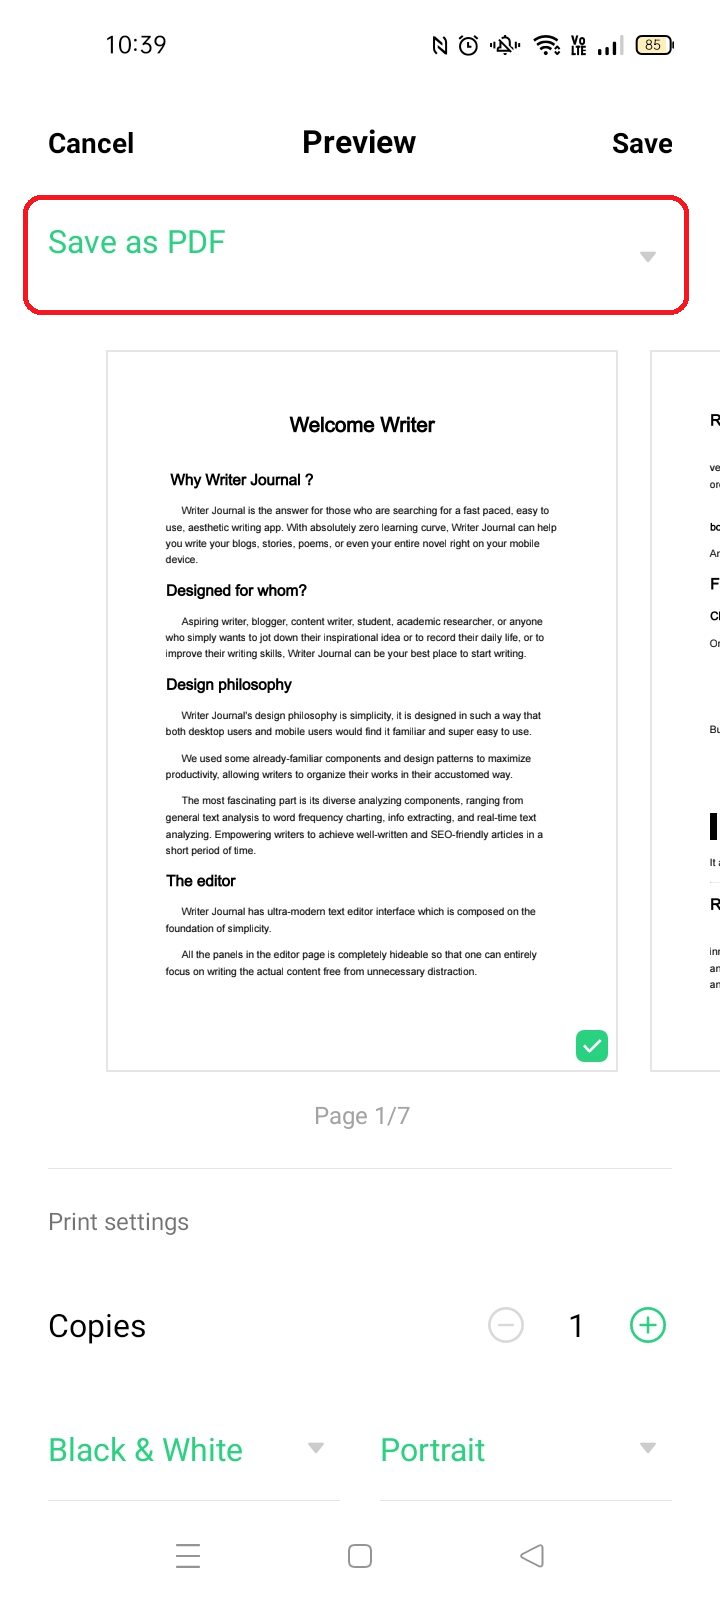 10:39
Vo LTE
85
Cancel Preview Save
Save as PDF
Welcome Writer
Why Writer Journal ?
Writer Journal is the answer for those who are searching for a fast paced, easy to
use, aesthetic writing app. With absolutely zero learning curve, Writer Journal can help
you write your blogs, stories, poems, or even your entire novel right on your mobile
device.
Designed for whom?
Aspiring writer, blogger, content writer, student, academic researcher, or anyone
who simply wants to jot down their inspirational idea or to record their daily life, or to
improve their writing skills, Writer Journal can be your best place to start writing.
Design philosophy
Writer Journal's design philosophy is simplicity, it is designed in such a way that
both desktop users and mobile users would find it familiar and super easy to use.
We used some already-familiar components and design patterns to maximize
productivity, allowing writers to organize their works in their accustomed way.
The most fascinating part is its diverse analyzing components, ranging from
general text analysis to word frequency charting, info extracting, and real-time text
analyzing. Empowering writers to achieve well-written and SEO-friendly articles in a
short period of time.
The editor
Writer Journal has ultra-modern text editor interface which is composed on the
foundation of simplicity.
All the panels in the editor page is completely hideable so that one can entirely
focus on writing the actual content free from unnecessary distraction.
Page 1/7
Print settings
Copies 1
Black & White Portrait